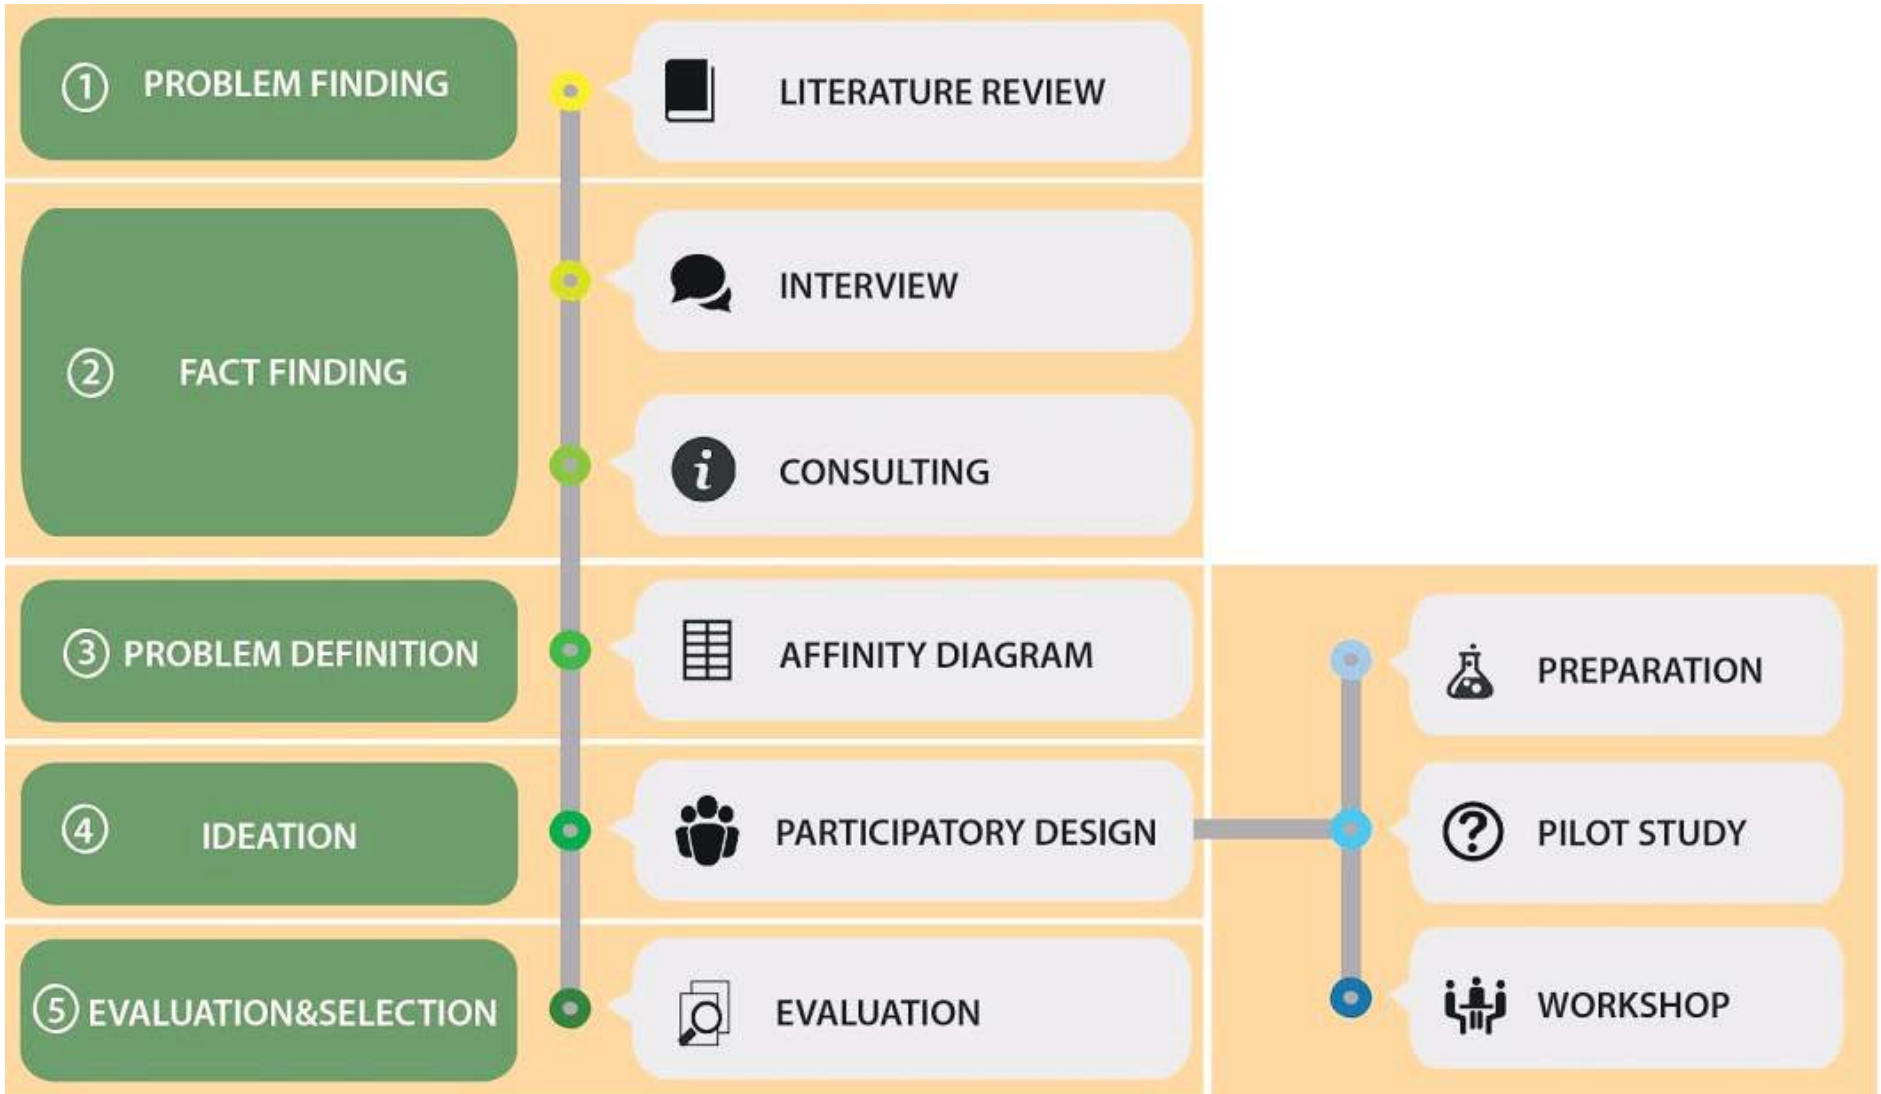 ① PROBLEM FINDING
LITERATURE REVIEW
② FACT FINDING
INTERVIEW
CONSULTING
③ PROBLEM DEFINITION
AFFINITY DIAGRAM
④ IDEATION
PARTICIPATORY DESIGN
⑤ EVALUATION&SELECTION
EVALUATION
PREPARATION
PILOT STUDY
WORKSHOP